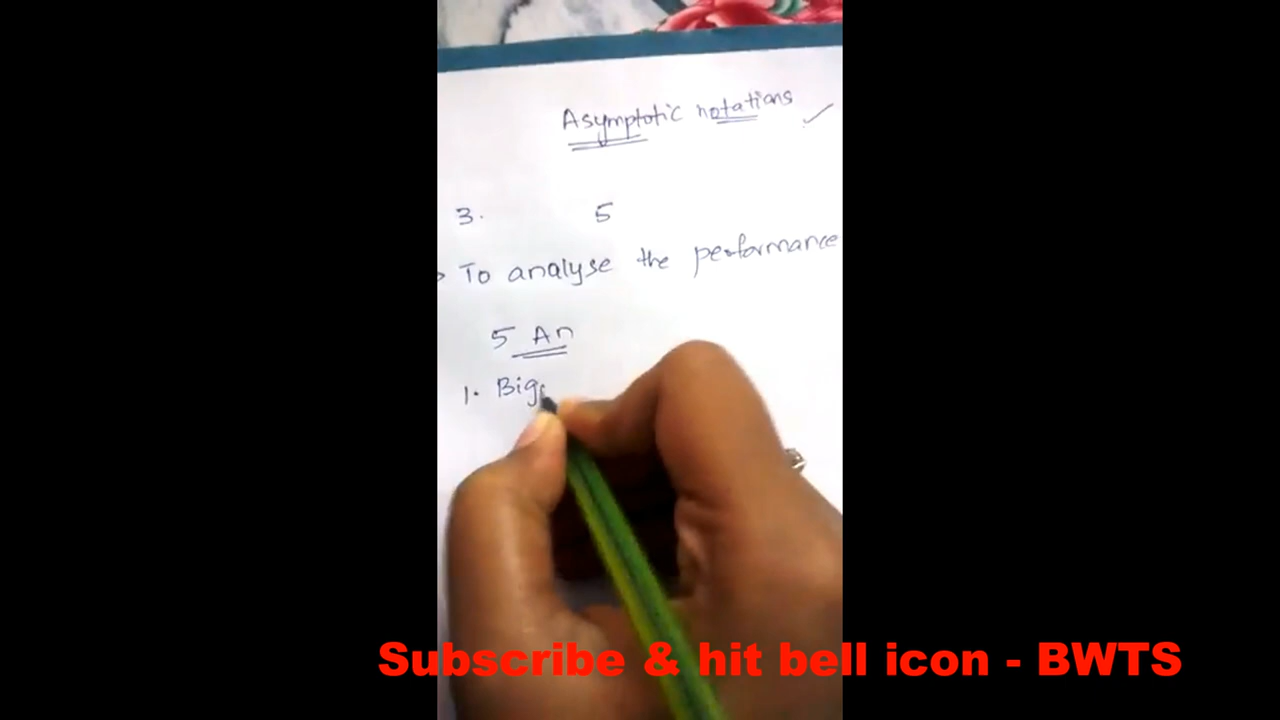 Asymptotic notations
3. 5
To analyse the performance
5 An
1. Big
Subscribe & hit bell icon - BWTS